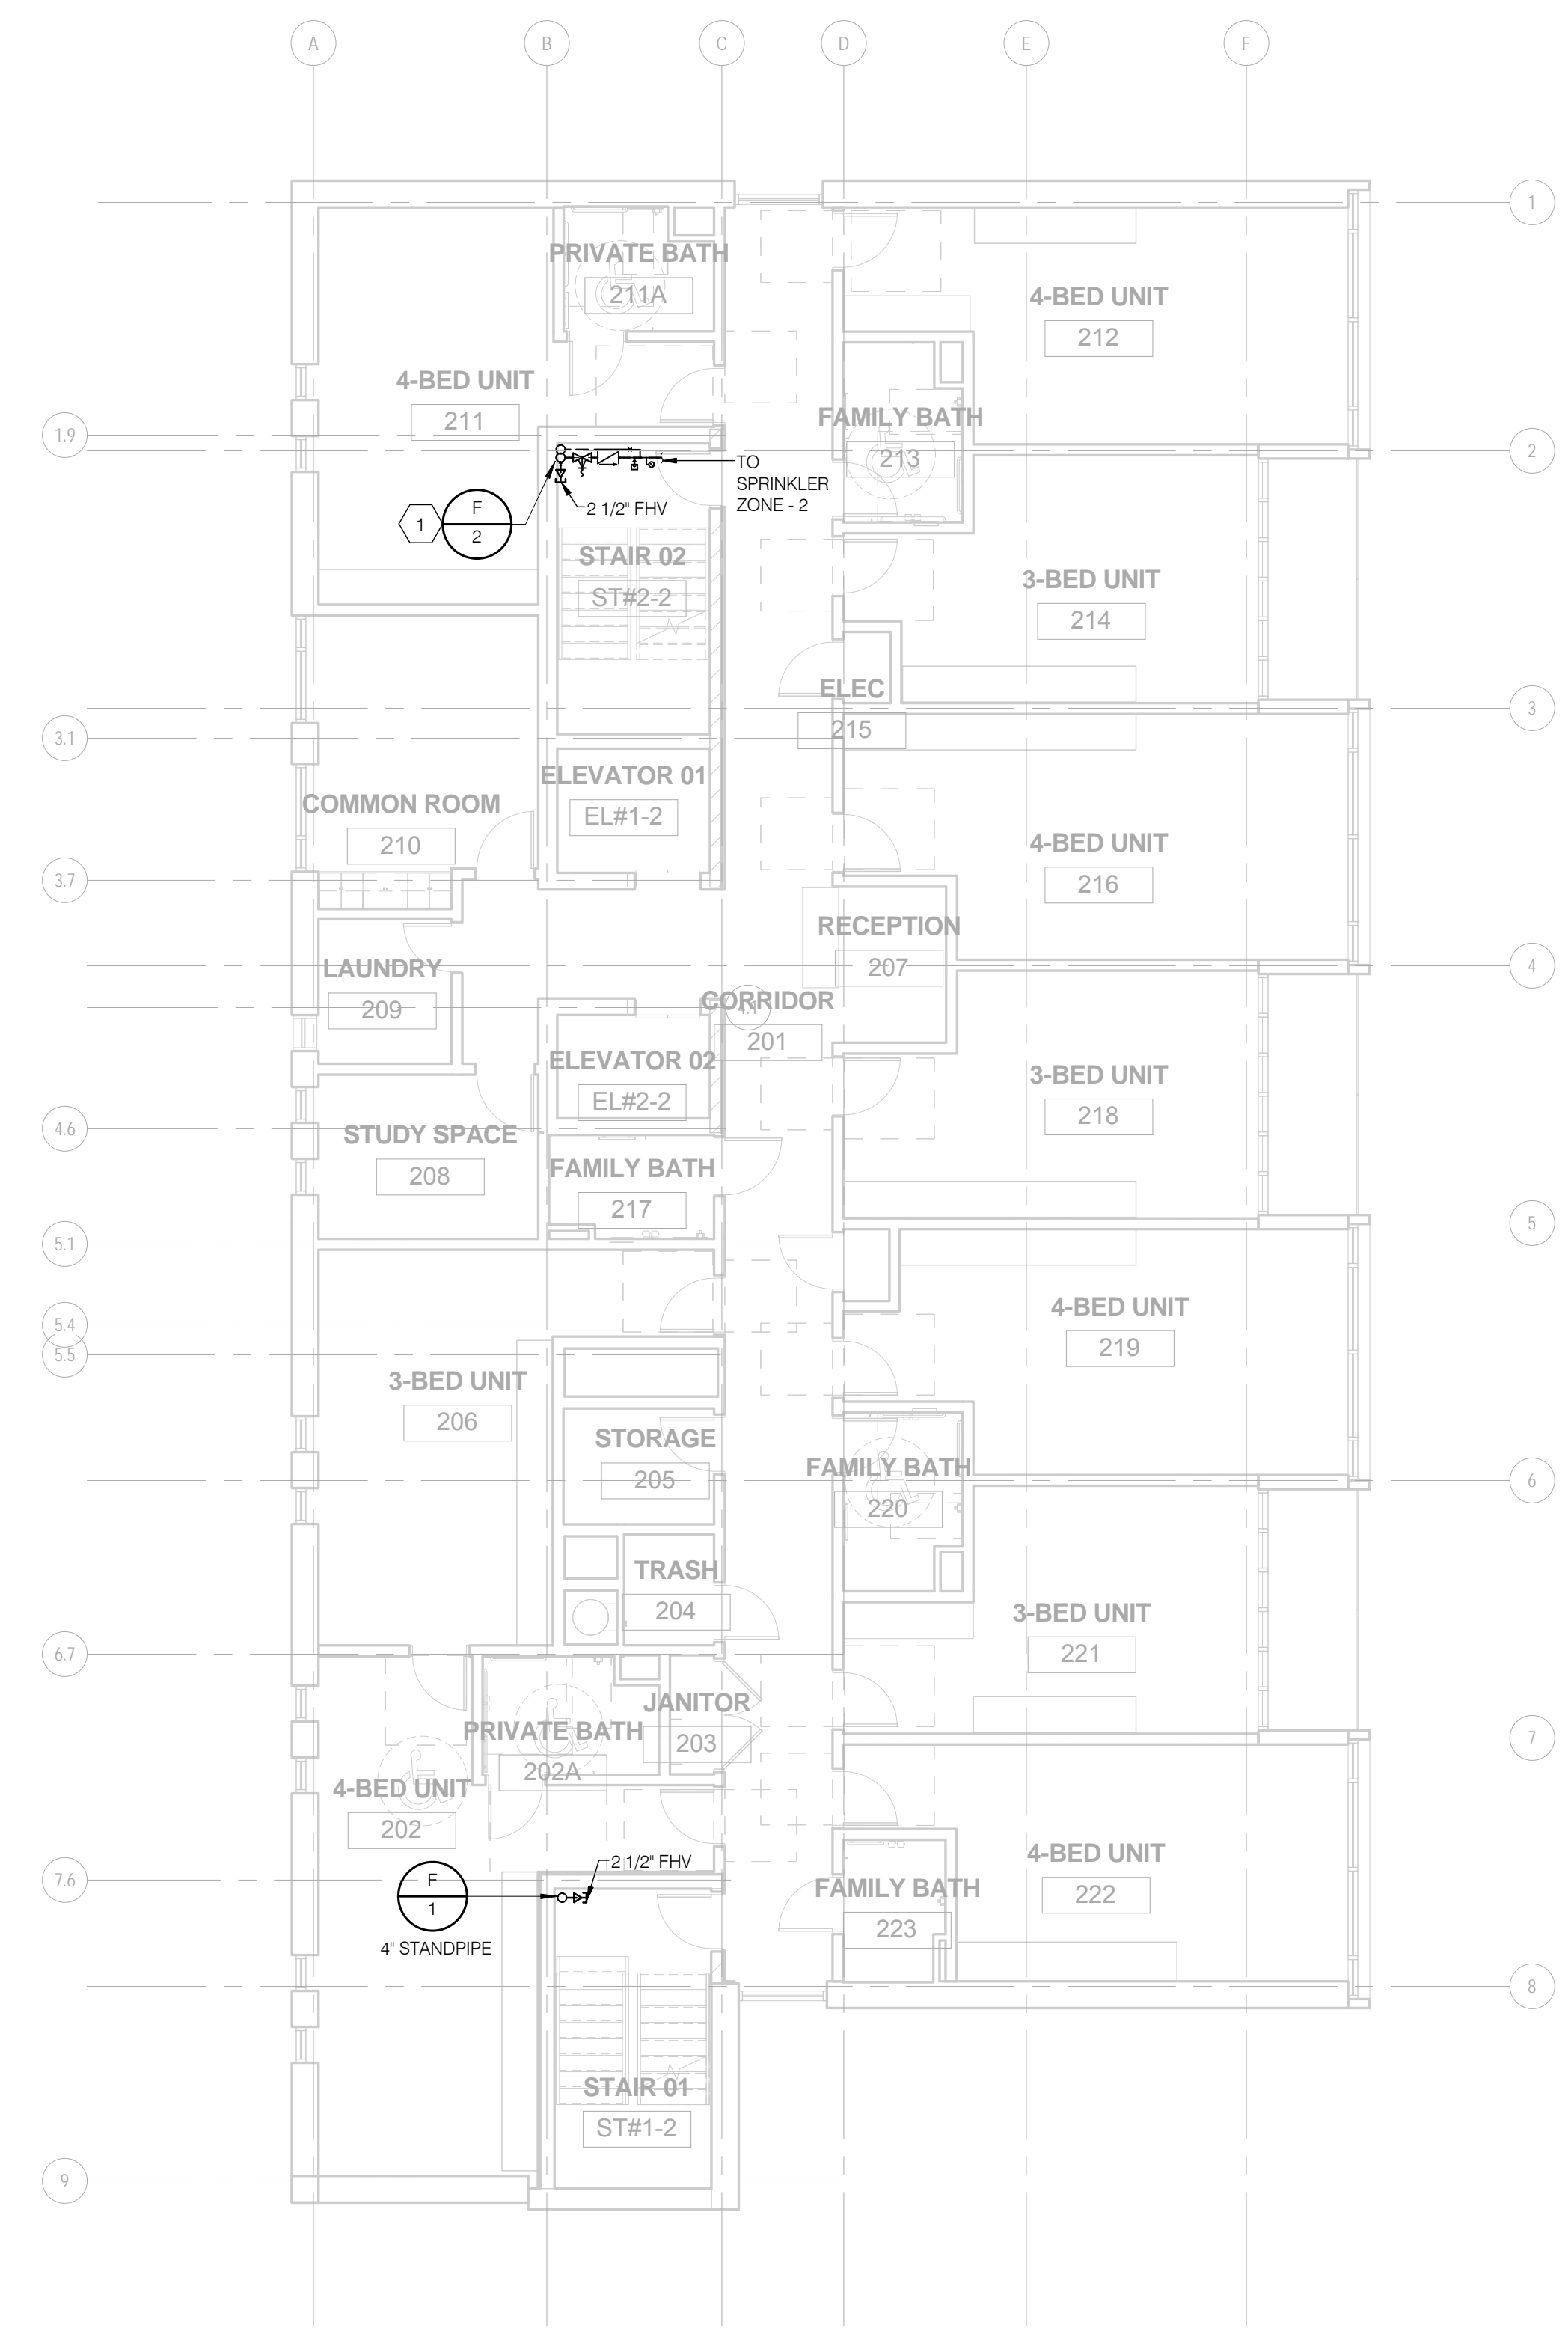 A
B
C
D
E
F
1
PRIVATE BATH
211A
4-BED UNIT
212
4-BED UNIT
211
FAMILY BATH
213
1.9
2
TO
SPRINKLER
ZONE - 2
2 1/2" FHV
1
F
2
STAIR 02
ST#2-2
3-BED UNIT
214
ELEC
215
3
3.1
ELEVATOR 01
EL#1-2
COMMON ROOM
210
4-BED UNIT
216
3.7
RECEPTION
207
LAUNDRY
209
4
CORRIDOR
201
4.1
ELEVATOR 02
EL#2-2
3-BED UNIT
218
4.6
STUDY SPACE
208
FAMILY BATH
217
5
5.1
4-BED UNIT
219
5.4
5.5
3-BED UNIT
206
STORAGE
205
FAMILY BATH
220
6
TRASH
204
3-BED UNIT
221
6.7
JANITOR
203
PRIVATE BATH
202A
7
4-BED UNIT
202
4-BED UNIT
222
7.6
2 1/2" FHV
F
1
4" STANDPIPE
FAMILY BATH
223
8
STAIR 01
ST#1-2
9